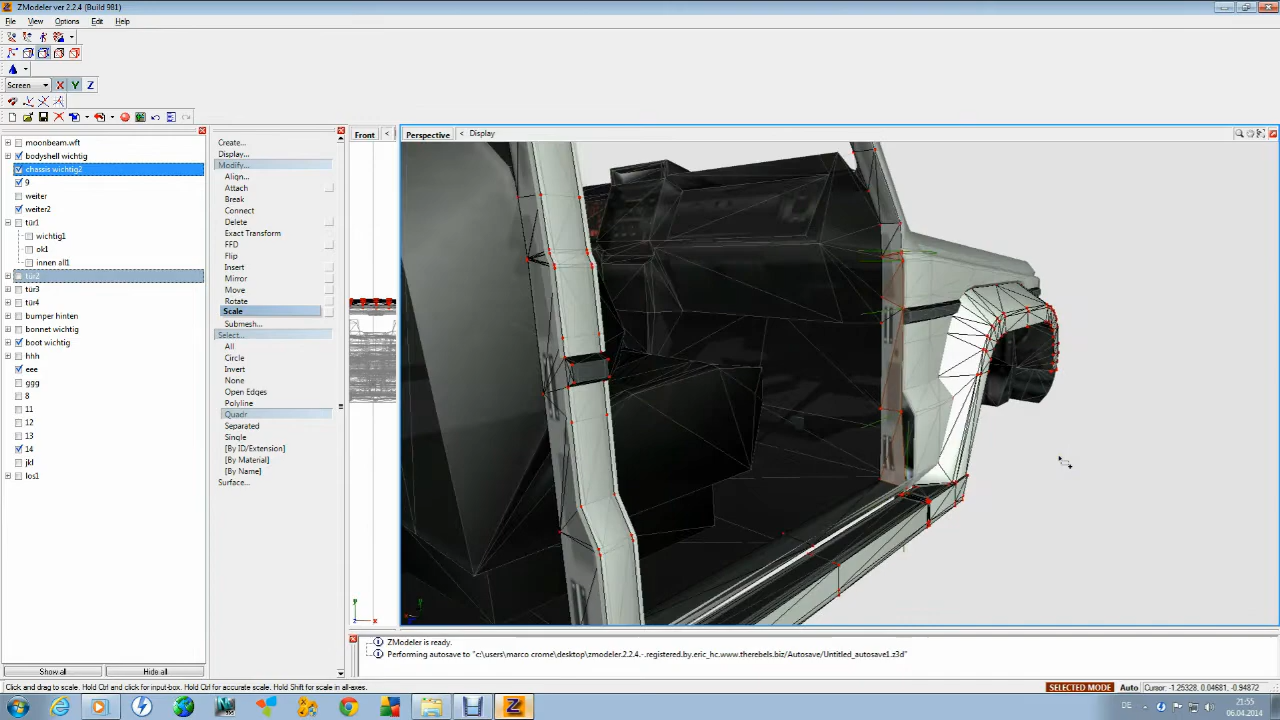 ZModeler ver 2.2.4 (Build 981)
File View Options Edit Help
Screen X Y Z
moonbeam.wft
bodyshell wichtig
chassis wichtig2
9
weiter
weiter2
tür1
wichtig1
ok1
innen all1
tür2
tür3
tür4
bumper hinten
bonnet wichtig
boot wichtig
hhh
eee
ggg
8
11
12
13
14
jkl
los1
Show all Hide all
Create...
Display...
Modify...
Align...
Attach
Break
Connect
Delete
Exact Transform
FFD
Flip
Insert
Mirror
Move
Rotate
Scale
Submesh...
Select...
All
Circle
Invert
None
Open Edges
Polyline
Quadr
Separated
Single
[By ID/Extension]
[By Material]
[By Name]
Surface...
Front <
Perspective < Display
ZModeler is ready.
Performing autosave to "c:\users\marco crome\desktop\zmodeler.2.2.4.-.registered.by.eric_hc.www.therebels.biz/Autosave/Untitled_autosave1.z3d"
Click and drag to scale. Hold Ctrl and click for input-box. Hold Ctrl for accurate scale. Hold Shift for scale in all-axes.
SELECTED MODE Auto Cursor: -1.25328, 0.04681, -0.94872
DE
21:55
06.04.2014